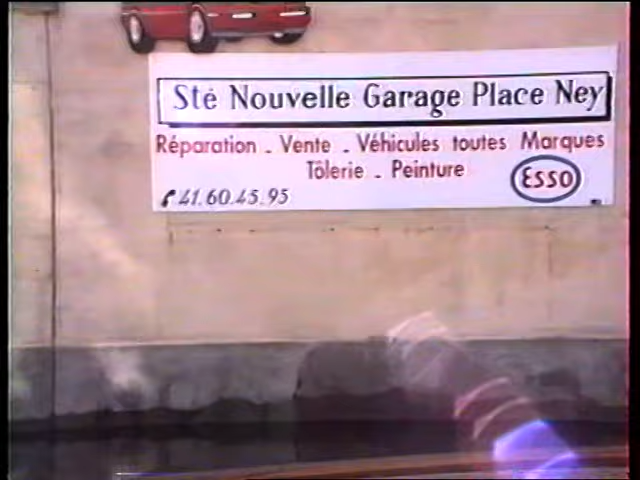 Sté Nouvelle Garage Place Ney
Réparation - Vente - Véhicules toutes Marques
Tôlerie - Peinture
Esso
41.60.45.95